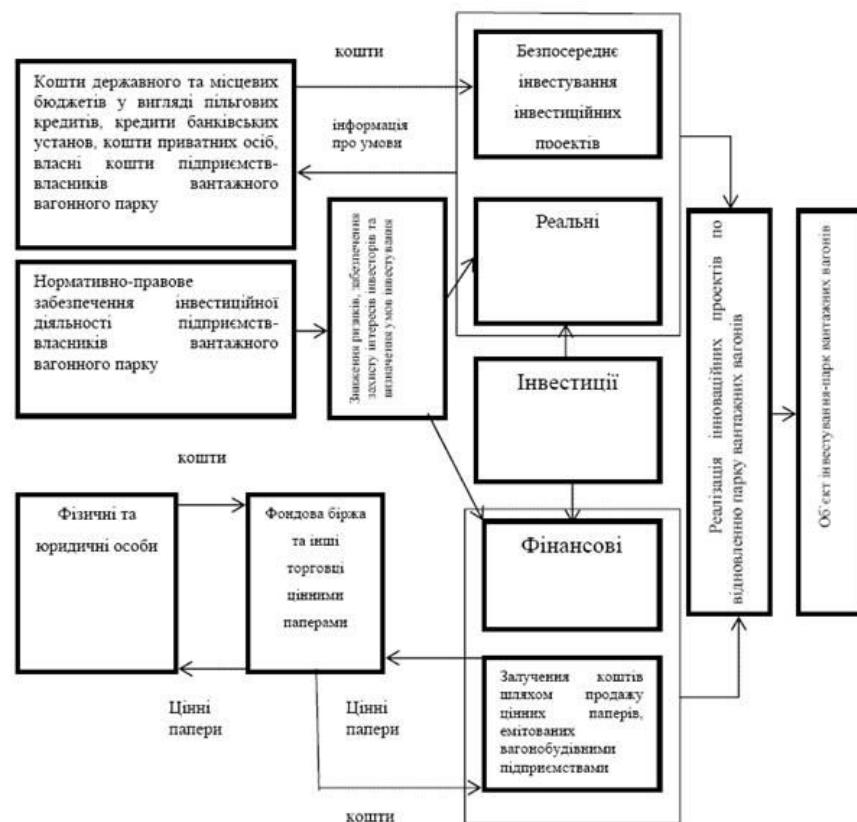 кошти
Безпосереднє
інвестування
інвестиційних
проектів
Кошти державного та місцевих
бюджетів у вигляді пільгових
кредитів, кредити банківських
установ, кошти приватних осіб,
власні кошти підприємств-
власників вантажного
вагонного парку
інформація
про умови
Реальні
Нормативно-правове
забезпечення інвестиційної
діяльності підприємств-
власників вантажного
вагонного парку
Зниження ризиків, забезпечення
захисту інтересів інвесторів та
визначення умов інвестування
Інвестиції
Реалізація інноваційних проектів по
відновленню парку вантажних вагонів
Об'єкт інвестування-парк вантажних вагонів
кошти
Фізичні та
юридичні особи
Фондова біржа
та інші
торговці
цінними
паперами
Фінансові
Залучення коштів
шляхом продажу
цінних паперів,
емітованих
вагонобудівними
підприємствами
Цінні
папери
Цінні
папери
кошти